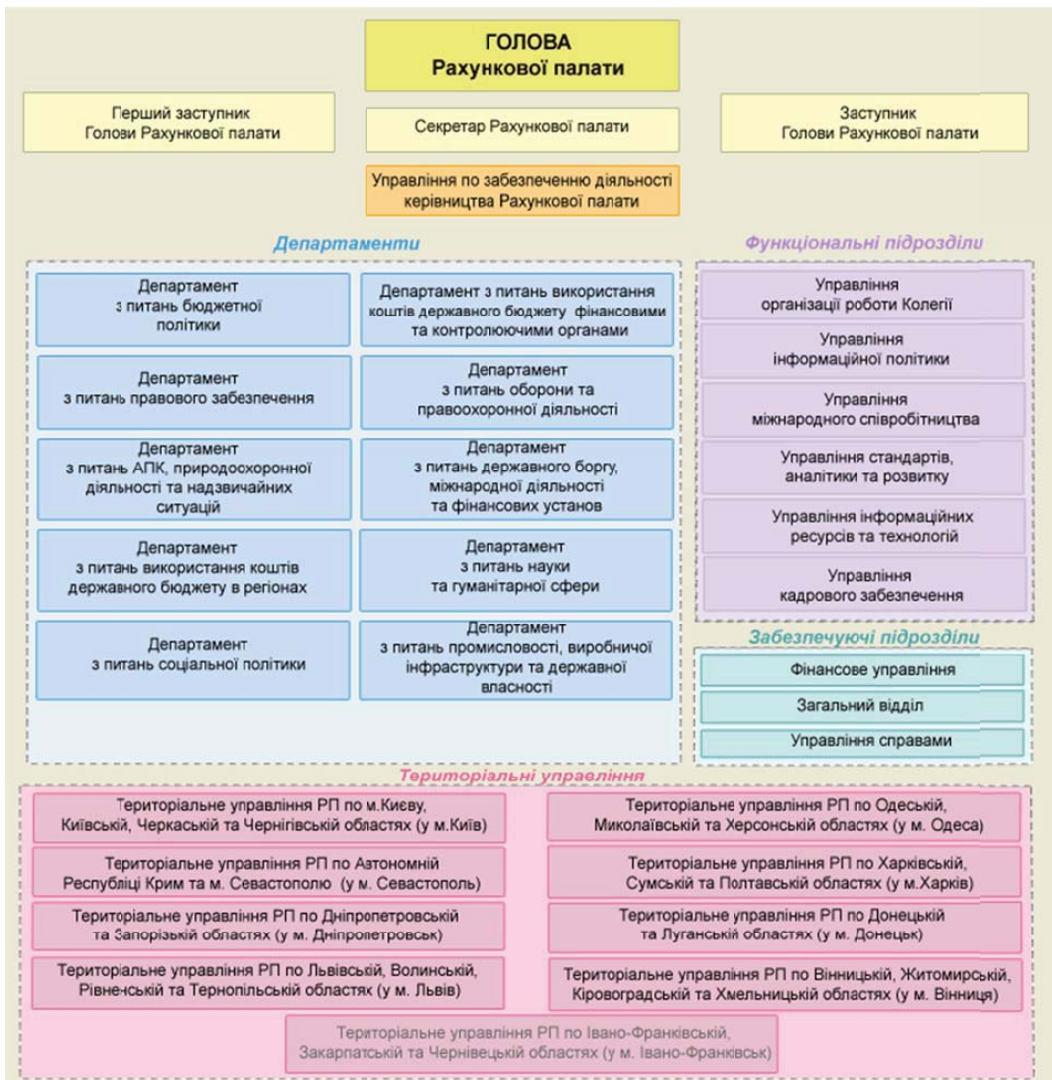 ГОЛОВА
Рахункової палати
Перший заступник
Голови Рахункової палати
Секретар Рахункової палати
Заступник
Голови Рахункової палати
Управління по забезпеченню діяльності
керівництва Рахункової палати
Департаменти
Департамент
з питань бюджетної
політики
Департамент з питань використання
коштів державного бюджету фінансовими
та контролюючими органами
Департамент
з питань правового забезпечення
Департамент
з питань оборони та
правоохоронної діяльності
Департамент
з питань АПК, природоохоронної
діяльності та надзвичайних
ситуацій
Департамент
з питань державного боргу,
міжнародної діяльності
та фінансових установ
Департамент
з питань використання коштів
державного бюджету в регіонах
Департамент
з питань науки
та гуманітарної сфери
Департамент
з питань соціальної політики
Департамент
з питань промисловості, виробничої
інфраструктури та державної
власності
Функціональні підрозділи
Управління
організації роботи Колегії
Управління
інформаційної політики
Управління
міжнародного співробітництва
Управління стандартів,
аналітики та розвитку
Управління інформаційних
ресурсів та технологій
Управління
кадрового забезпечення
Забезпечуючі підрозділи
Фінансове управління
Загальний відділ
Управління справами
Територіальні управління
Територіальне управління РП по м.Києву,
Київській, Черкаській та Чернігівській областях (у м.Київ)
Територіальне управління РП по Одеській,
Миколаївській та Херсонській областях (у м. Одеса)
Територіальне управління РП по Автономній
Республіці Крим та м. Севастополю (у м. Севастополь)
Територіальне управління РП по Харківській,
Сумській та Полтавській областях (у м.Харків)
Територіальне управління РП по Дніпропетровській
та Запорізькій областях (у м. Дніпропетровськ)
Територіальне управління РП по Донецькій
та Луганській областях (у м. Донецьк)
Територіальне управління РП по Львівській, Волинській,
Рівненській та Тернопільській областях (у м. Львів)
Територіальне управління РП по Вінницькій, Житомирській,
Кіровоградській та Хмельницькій областях (у м. Вінниця)
Територіальне управління РП по Івано-Франківській,
Закарпатській та Чернівецькій областях (у м. Івано-Франківськ)